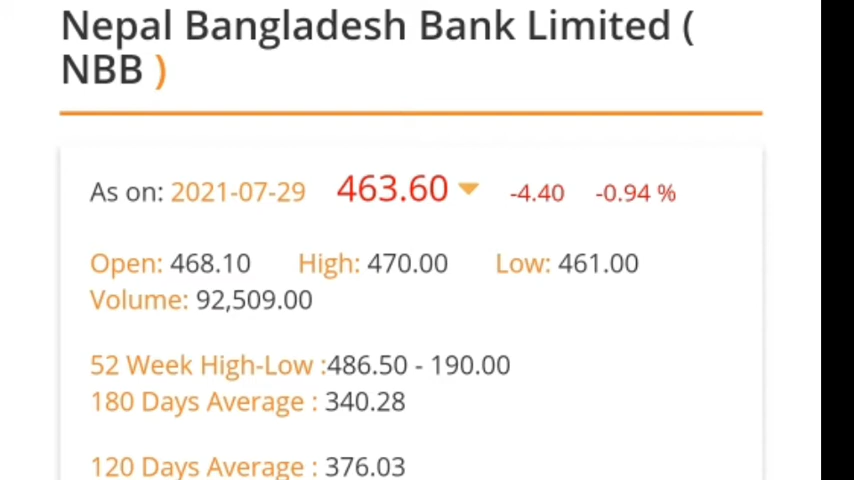 Nepal Bangladesh Bank Limited (
NBB )
As on: 2021-07-29 463.60 -4.40 -0.94 %
Open: 468.10 High: 470.00 Low: 461.00
Volume: 92,509.00
52 Week High-Low :486.50 - 190.00
180 Days Average : 340.28
120 Days Average : 376.03